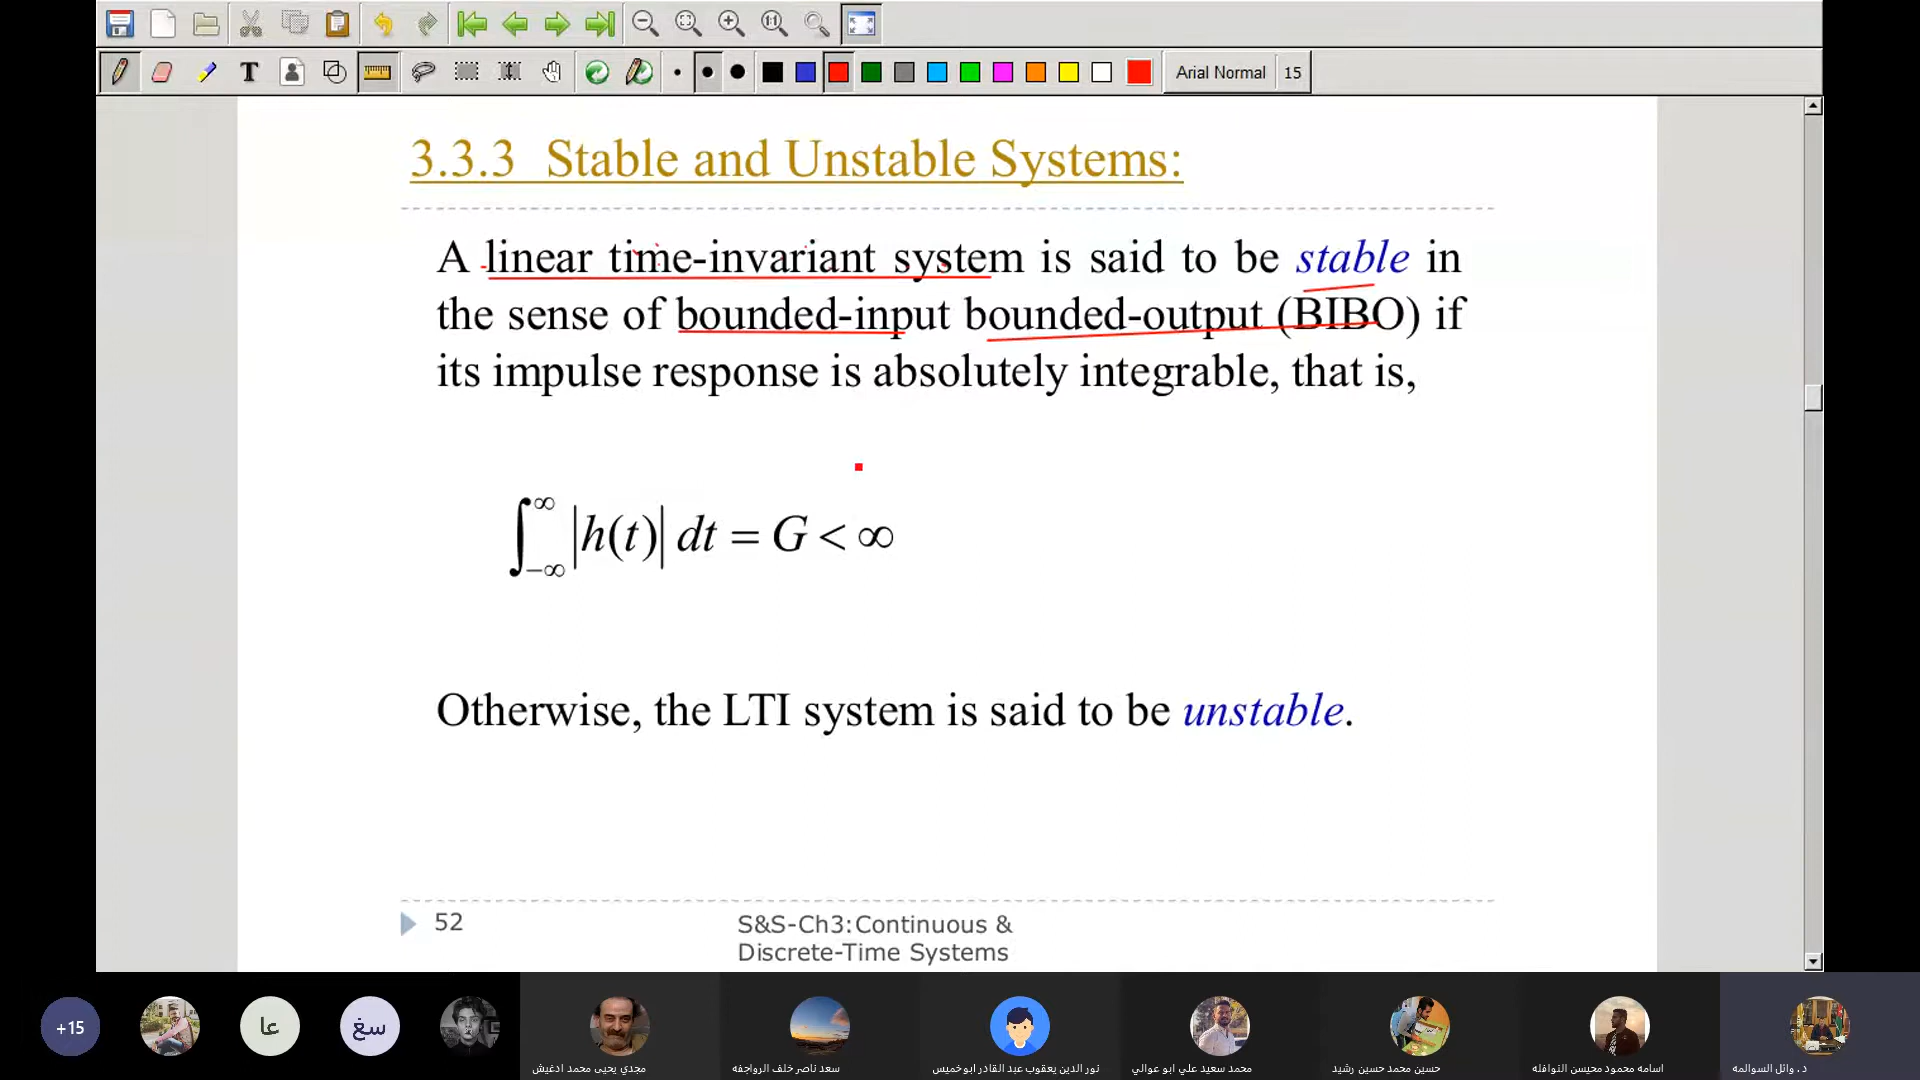 T
Arial Normal 15
3.3.3 Stable and Unstable Systems:
A linear time-invariant system is said to be stable in
the sense of bounded-input bounded-output (BIBO) if
its impulse response is absolutely integrable, that is,
∫_{-∞}^{∞} |h(t)| dt = G < ∞
Otherwise, the LTI system is said to be unstable.
52
S&S-Ch3:Continuous &
Discrete-Time Systems
+15
عا
سغ
مجدي يحيى محمد ادغيش
سعد ناصر خلف الرواجفه
نور الدين يعقوب عبد القادر ابوخميس
محمد سعيد علي ابو عوالي
حسين محمد حسين رشيد
اسامه محمود محيسن النوافله
د. وائل السوالمه